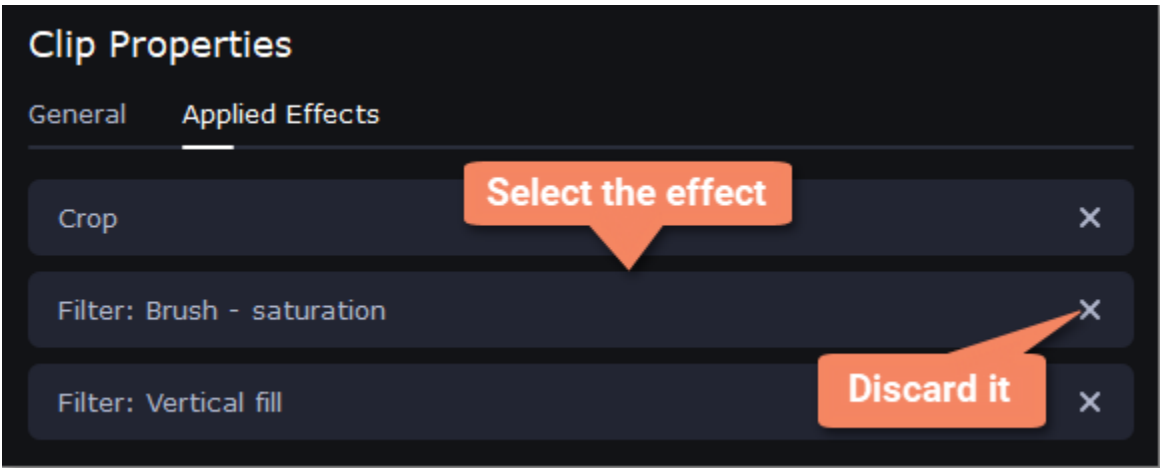 Clip Properties
General Applied Effects
Select the effect
Crop
Filter: Brush - saturation
Discard it
Filter: Vertical fill